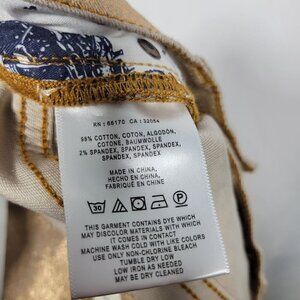 RN : 66170 CA : 32054
98% COTTON, COTON, ALGODÓN,
COTONE, BAUMWOLLE
2% SPANDEX, SPANDEX, SPANDEX,
SPANDEX, SPANDEX
MADE IN CHINA,
HECHO EN CHINA,
FABRIQUÉ EN CHINE
30
THIS GARMENT CONTAINS DYE WHICH
MAY DISCOLOR MATERIALS WITH WHICH
IT COMES IN CONTACT
MACHINE WASH COLD WITH LIKE COLORS
USE ONLY NON-CHLORINE BLEACH
TUMBLE DRY LOW
LOW IRON AS NEEDED
MAY BE DRY CLEANED